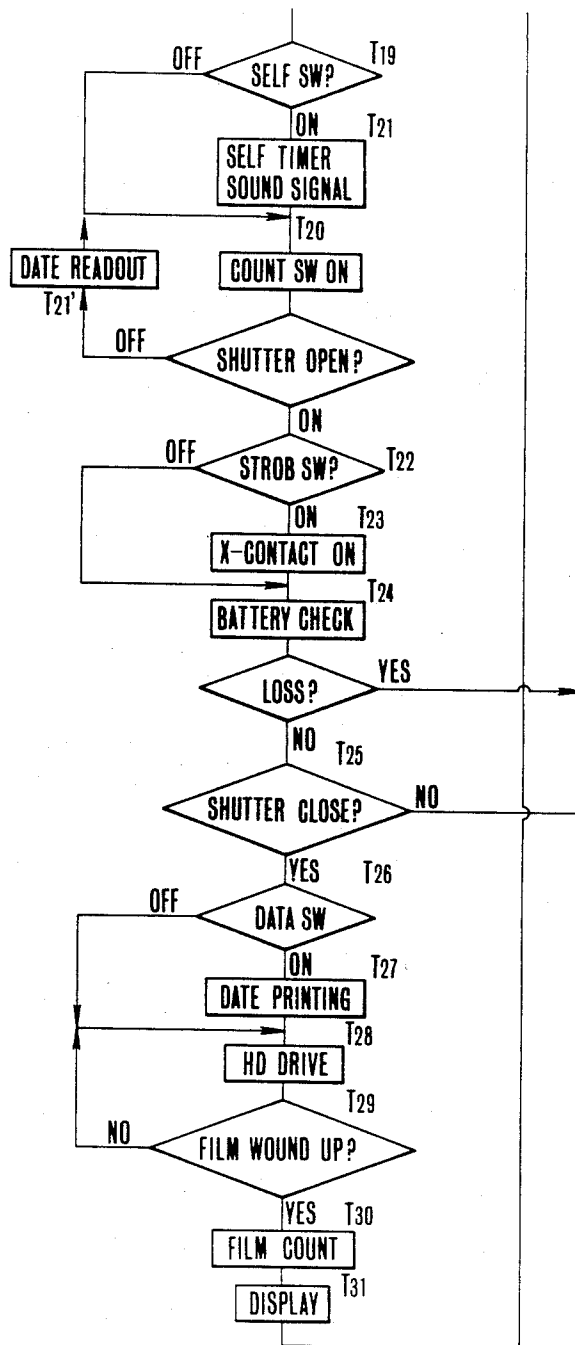 T19
OFF
SELF SW?
ON
T21
SELF TIMER
SOUND SIGNAL
T20
DATE READOUT
COUNT SW ON
T21'
OFF
SHUTTER OPEN?
ON
OFF
STROB SW?
T22
ON
T23
X-CONTACT ON
T24
BATTERY CHECK
YES
LOSS?
NO
T25
SHUTTER CLOSE?
NO
YES
T26
OFF
DATA SW
ON
T27
DATE PRINTING
T28
HD DRIVE
T29
NO
FILM WOUND UP?
YES
T30
FILM COUNT
T31
DISPLAY